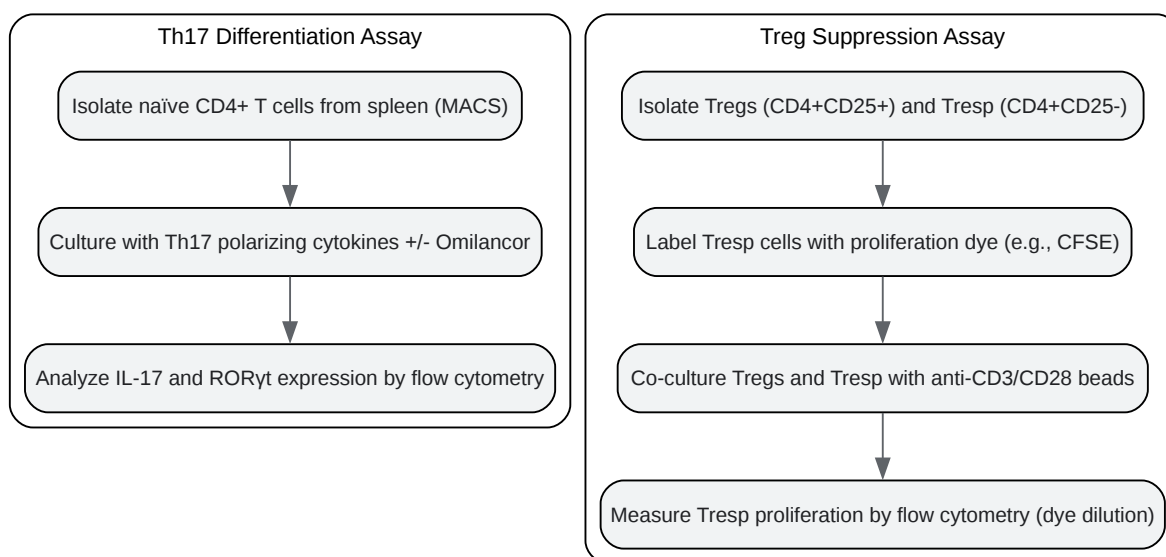 Th17 Differentiation Assay
Isolate naïve CD4+ T cells from spleen (MACS)
Culture with Th17 polarizing cytokines +/- Omilancor
Analyze IL-17 and RORγt expression by flow cytometry
Treg Suppression Assay
Isolate Tregs (CD4+CD25+) and Tresp (CD4+CD25-)
Label Tresp cells with proliferation dye (e.g., CFSE)
Co-culture Tregs and Tresp with anti-CD3/CD28 beads
Measure Tresp proliferation by flow cytometry (dye dilution)